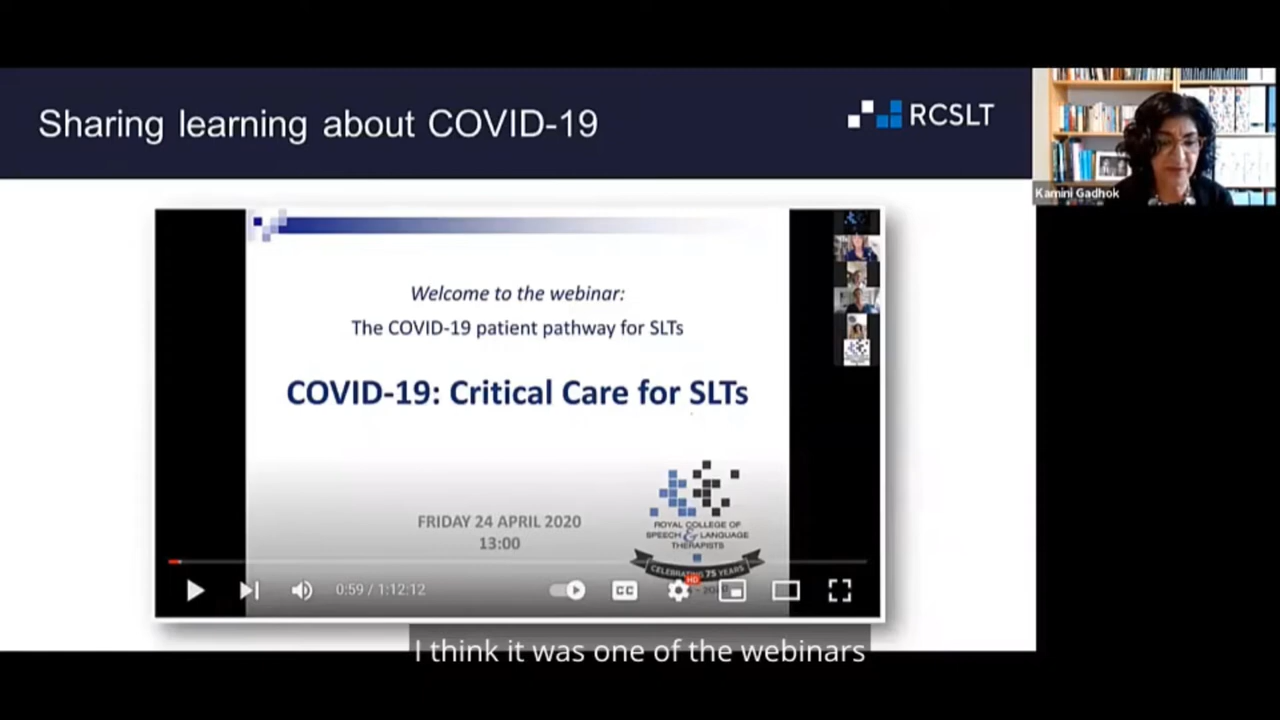 Sharing learning about COVID-19
RCSLT
Kamini Gadhok
Welcome to the webinar:
The COVID-19 patient pathway for SLTs
COVID-19: Critical Care for SLTs
FRIDAY 24 APRIL 2020
13:00
ROYAL COLLEGE OF
SPEECH & LANGUAGE
THERAPISTS
CELEBRATING 75 YEARS
0:59 / 1:12:12
CC
HD
I think it was one of the webinars